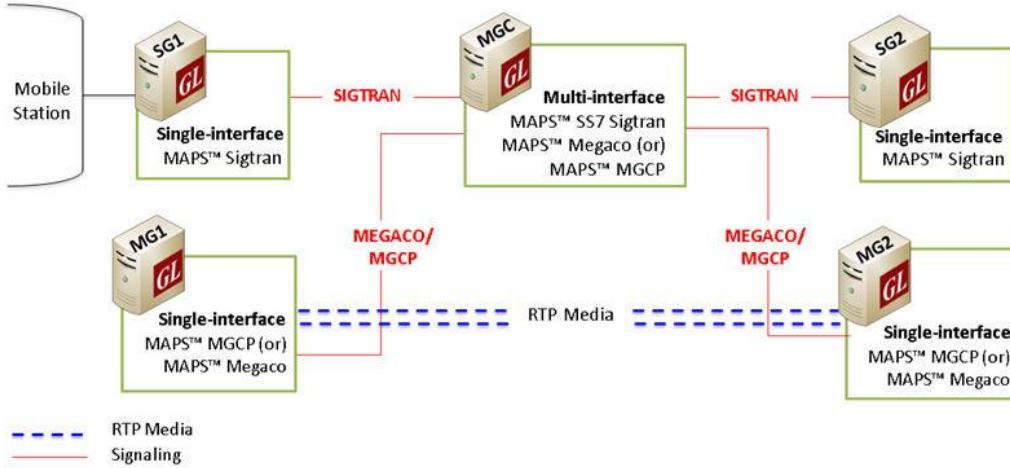 SG1
GL
Mobile
Station
SIGTRAN
Single-interface
MAPS™ Sigtran
MGC
GL
Multi-interface
MAPS™ SS7 Sigtran
MAPS™ Megaco (or)
MAPS™ MGCP
SIGTRAN
SG2
GL
Single-interface
MAPS™ Sigtran
MEGACO/
MGCP
MEGACO/
MGCP
MG1
GL
Single-interface
MAPS™ MGCP (or)
MAPS™ Megaco
RTP Media
MG2
GL
Single-interface
MAPS™ MGCP (or)
MAPS™ Megaco
RTP Media
Signaling